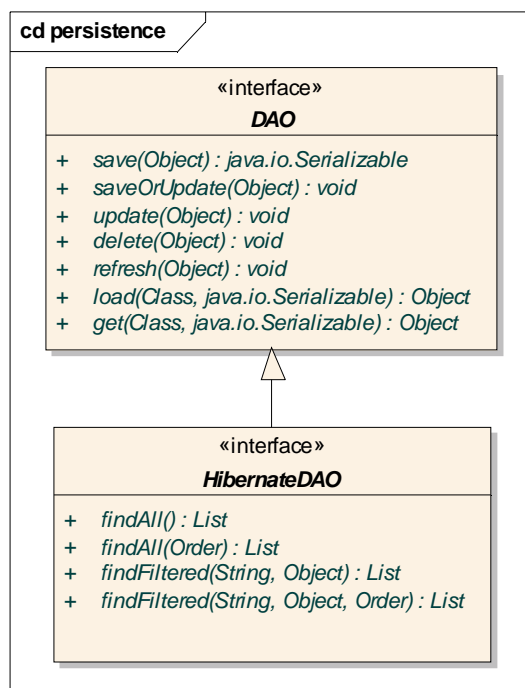 cd persistence
«interface»
DAO
+ save(Object) : java.io.Serializable
+ saveOrUpdate(Object) : void
+ update(Object) : void
+ delete(Object) : void
+ refresh(Object) : void
+ load(Class, java.io.Serializable) : Object
+ get(Class, java.io.Serializable) : Object
«interface»
HibernateDAO
+ findAll() : List
+ findAll(Order) : List
+ findFiltered(String, Object) : List
+ findFiltered(String, Object, Order) : List